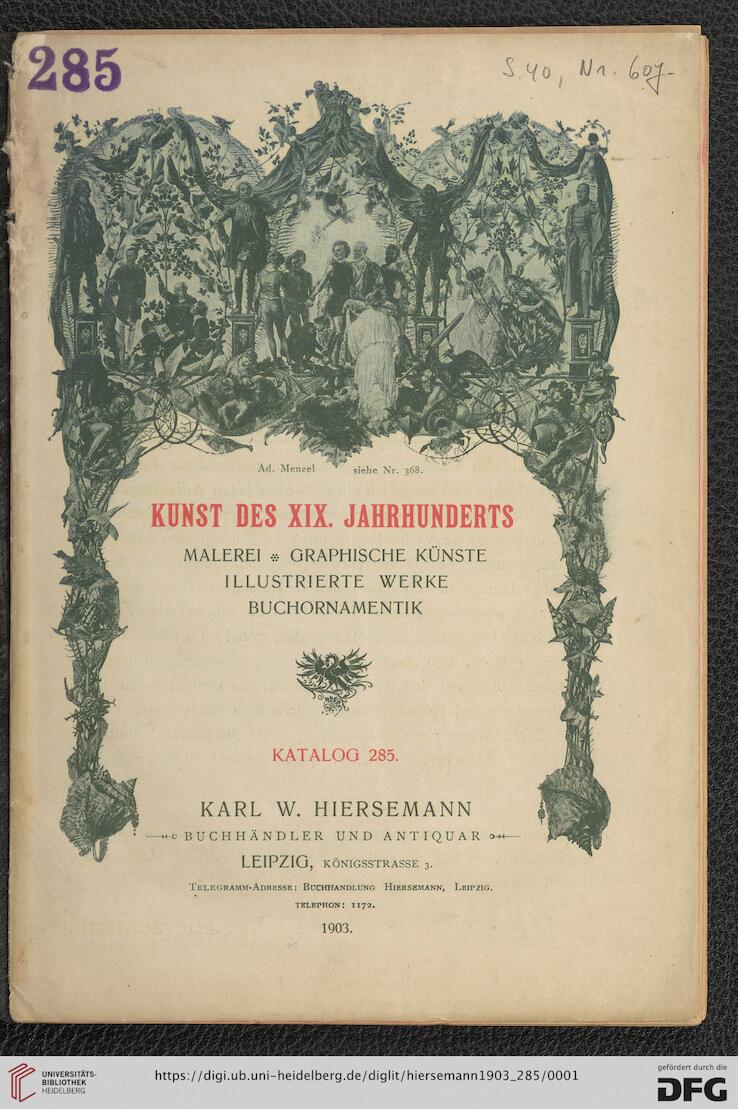 285
S. 40, Nr. 607
Ad. Menzel siehe Nr. 368.
KUNST DES XIX. JAHRHUNDERTS
MALEREI ⁘ GRAPHISCHE KÜNSTE
ILLUSTRIERTE WERKE
BUCHORNAMENTIK
KATALOG 285.
KARL W. HIERSEMANN
BUCHHÄNDLER UND ANTIQUAR
LEIPZIG, KÖNIGSSTRASSE 3.
TELEGRAMM-ADRESSE: BUCHHANDLUNG HIERSEMANN, LEIPZIG.
TELEPHON: 1172.
1903.
UNIVERSITÄTS-
BIBLIOTHEK
HEIDELBERG
https://digi.ub.uni-heidelberg.de/diglit/hiersemann1903_285/0001
gefördert durch die
DFG